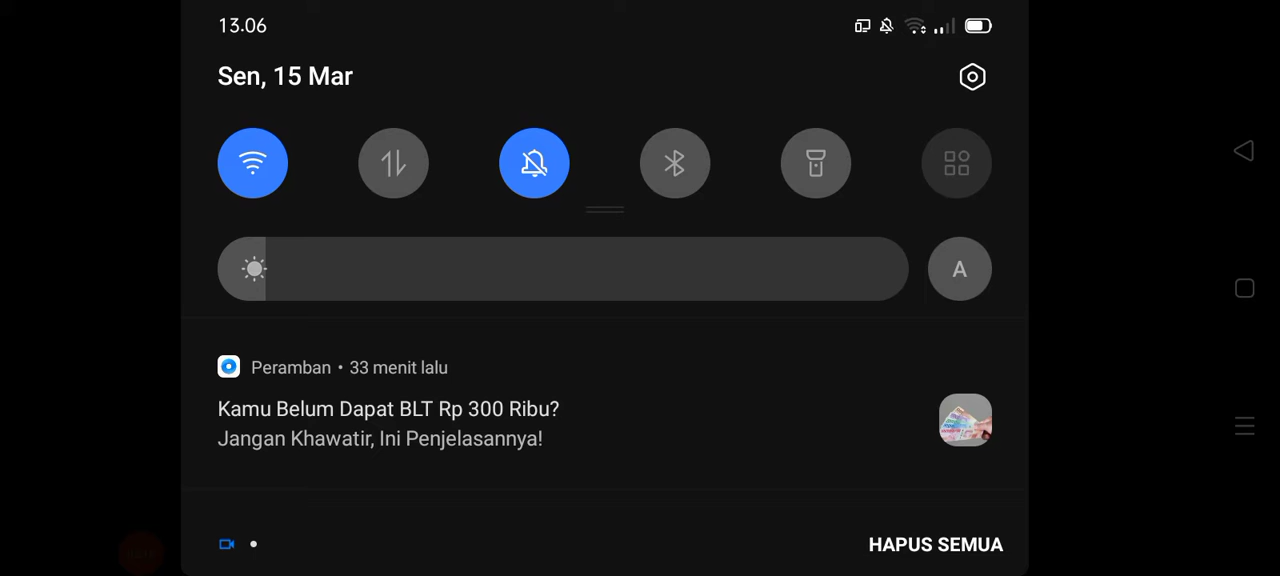 13.06
Sen, 15 Mar
A
Peramban • 33 menit lalu
Kamu Belum Dapat BLT Rp 300 Ribu?
Jangan Khawatir, Ini Penjelasannya!
HAPUS SEMUA